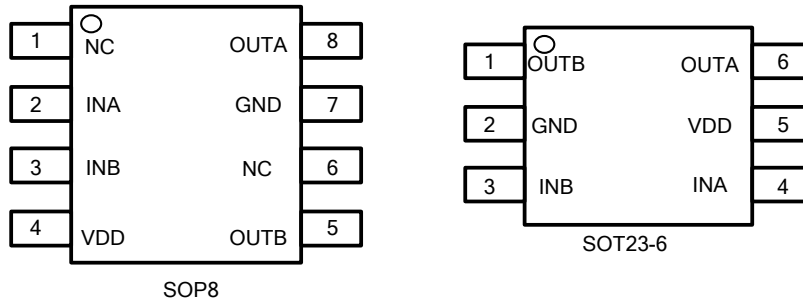 1 NC OUTA 8
2 INA GND 7
3 INB NC 6
4 VDD OUTB 5
SOP8
1 OUTB OUTA 6
2 GND VDD 5
3 INB INA 4
SOT23-6